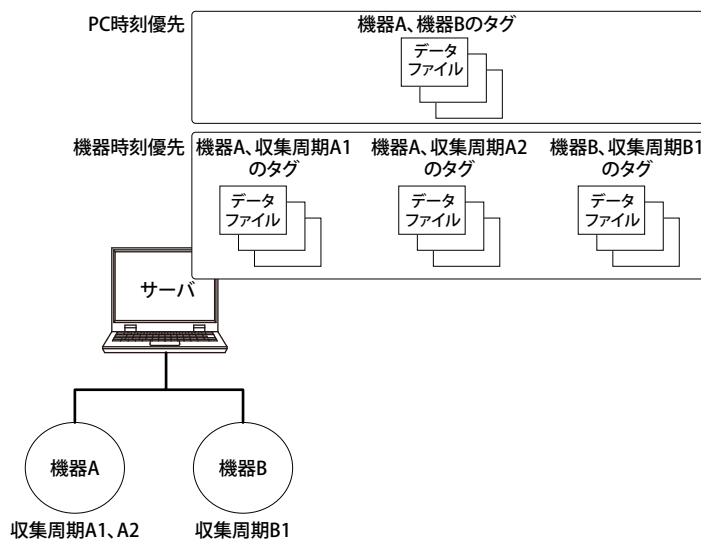 PC時刻優先
機器A、機器Bのタグ
データ
ファイル
機器時刻優先
機器A、収集周期A1
のタグ
機器A、収集周期A2
のタグ
機器B、収集周期B1
のタグ
データ
ファイル
データ
ファイル
データ
ファイル
サーバ
機器A
機器B
収集周期A1、A2
収集周期B1